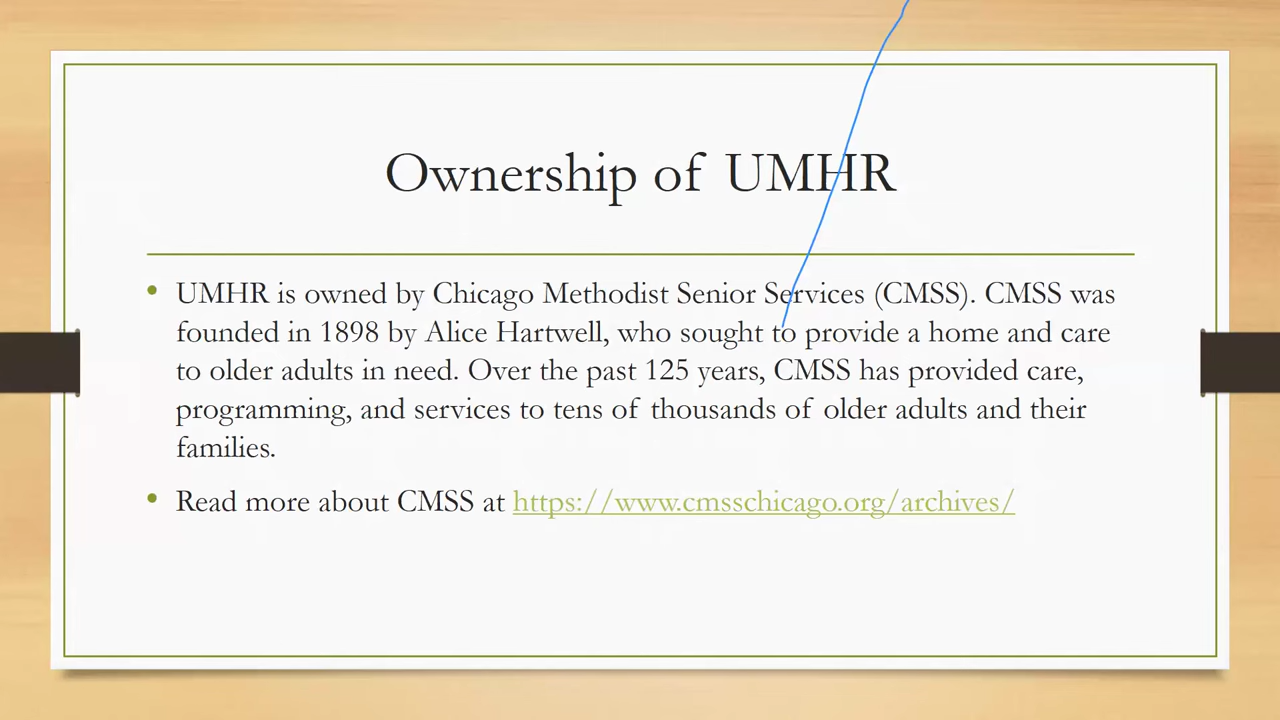 Ownership of UMHR
• UMHR is owned by Chicago Methodist Senior Services (CMSS). CMSS was
founded in 1898 by Alice Hartwell, who sought to provide a home and care
to older adults in need. Over the past 125 years, CMSS has provided care,
programming, and services to tens of thousands of older adults and their
families.
• Read more about CMSS at https://www.cmsschicago.org/archives/